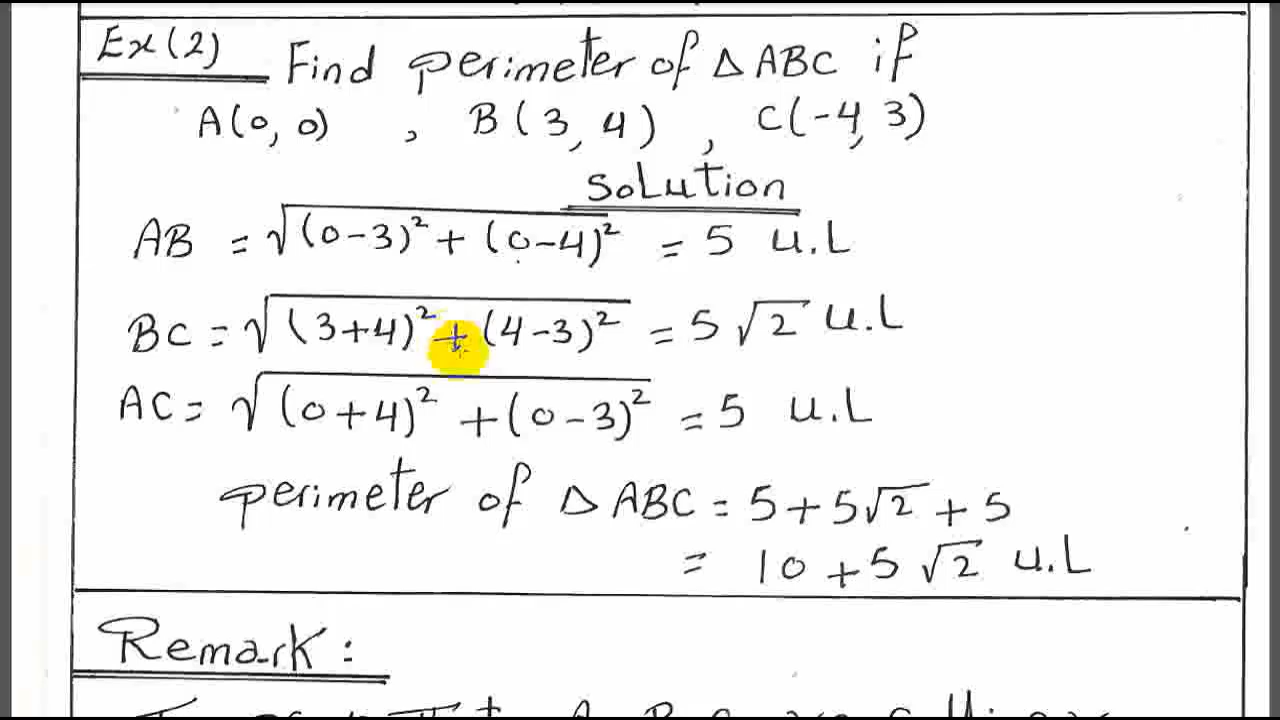 Ex(2) Find perimeter of △ ABC if
A(0, 0) , B(3, 4) , C(-4, 3)
Solution
AB = √(0-3)² + (0-4)² = 5 u.L
BC = √(3+4)² + (4-3)² = 5√2 u.L
AC = √(0+4)² + (0-3)² = 5 u.L
perimeter of △ ABC = 5 + 5√2 + 5
= 10 + 5√2 u.L
Remark: